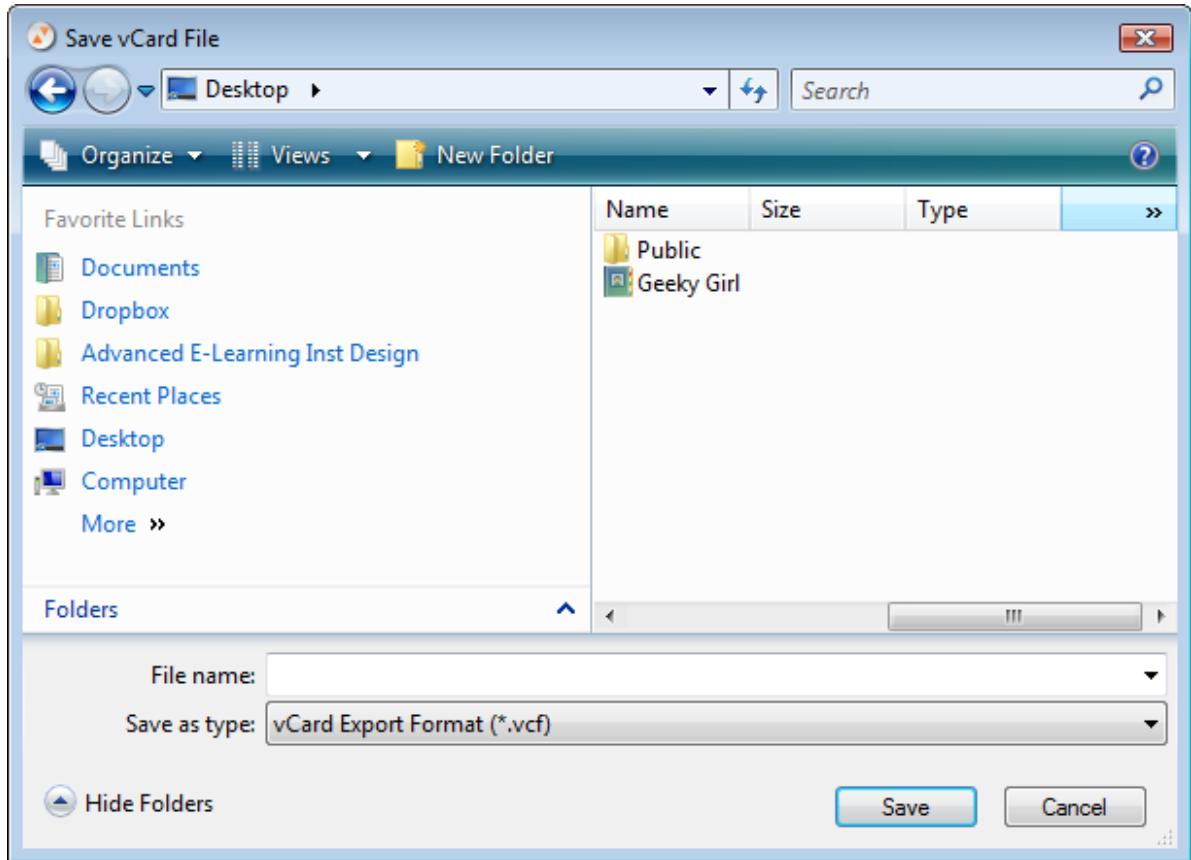 Save vCard File
Desktop
Search
Organize Views New Folder
Favorite Links
Documents
Dropbox
Advanced E-Learning Inst Design
Recent Places
Desktop
Computer
More »
Folders
Name Size Type »
Public
Geeky Girl
File name:
Save as type: vCard Export Format (*.vcf)
Hide Folders
Save Cancel